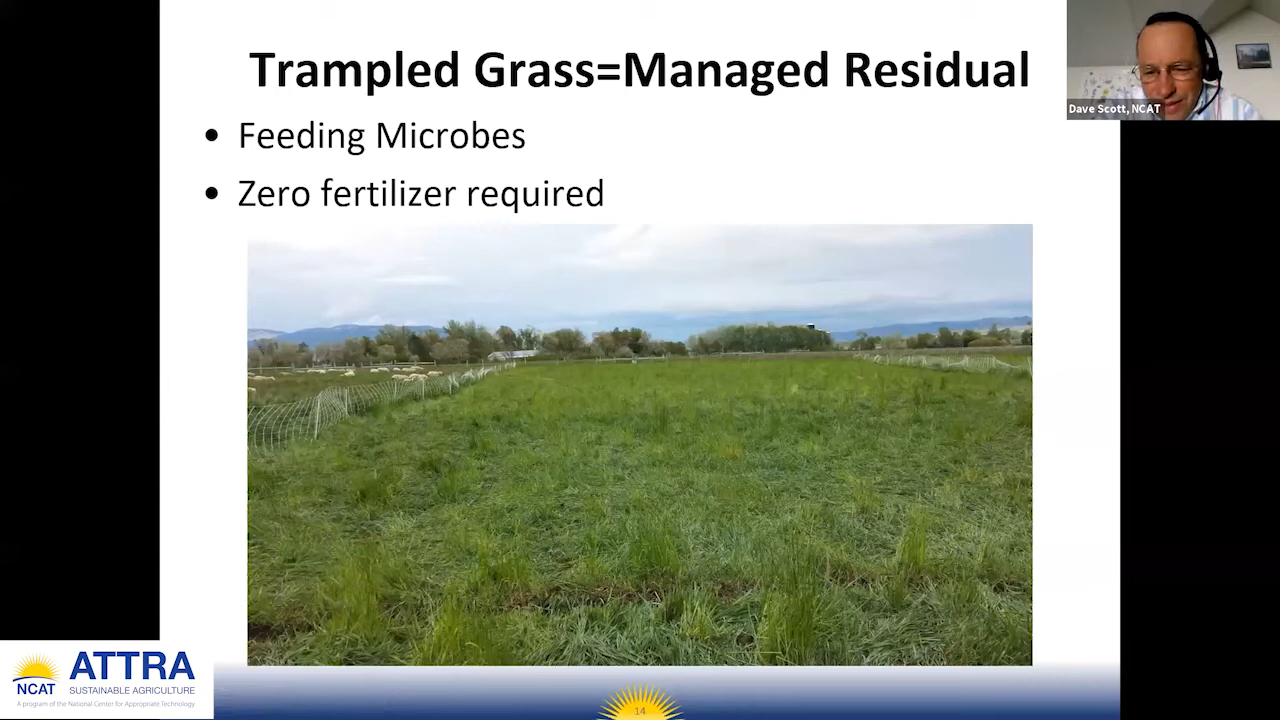 Trampled Grass=Managed Residual
• Feeding Microbes
• Zero fertilizer required
Dave Scott, NCAT
NCAT
ATTRA
SUSTAINABLE AGRICULTURE
A program of the National Center for Appropriate Technology
14